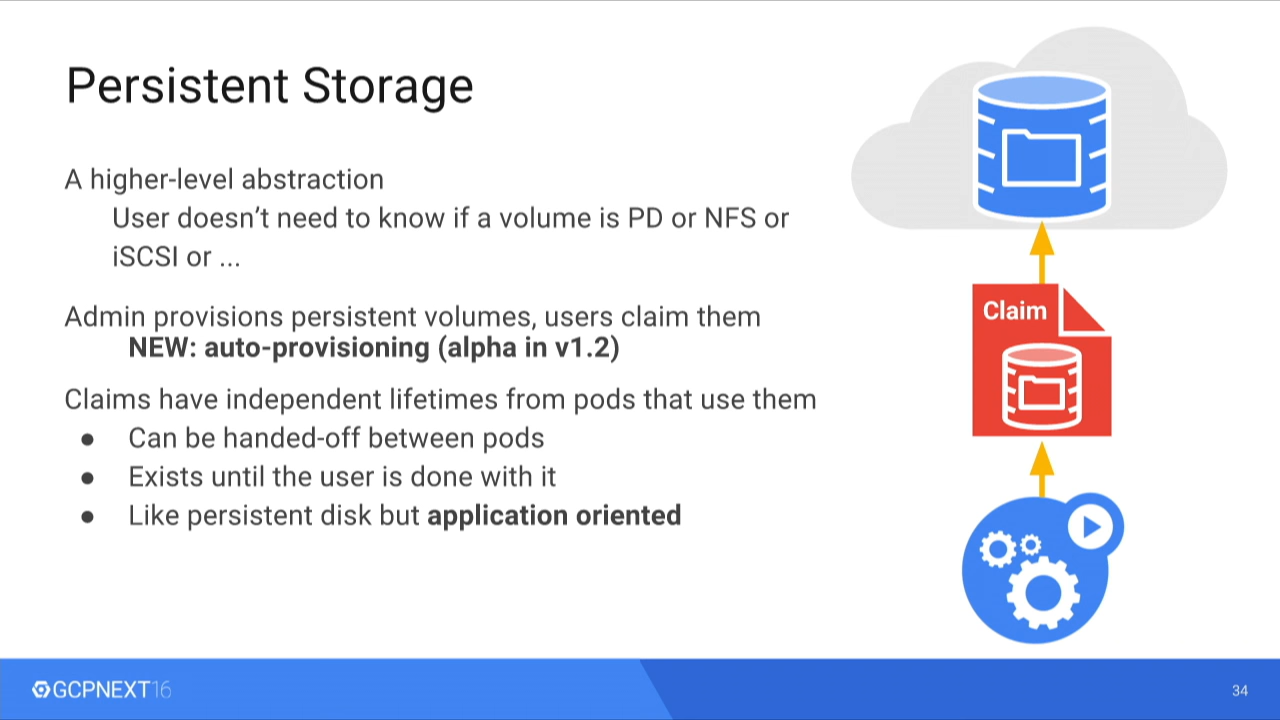 Persistent Storage
A higher-level abstraction
User doesn’t need to know if a volume is PD or NFS or
iSCSI or ...
Admin provisions persistent volumes, users claim them
NEW: auto-provisioning (alpha in v1.2)
Claims have independent lifetimes from pods that use them
● Can be handed-off between pods
● Exists until the user is done with it
● Like persistent disk but application oriented
Claim
GCPNEXT16
34